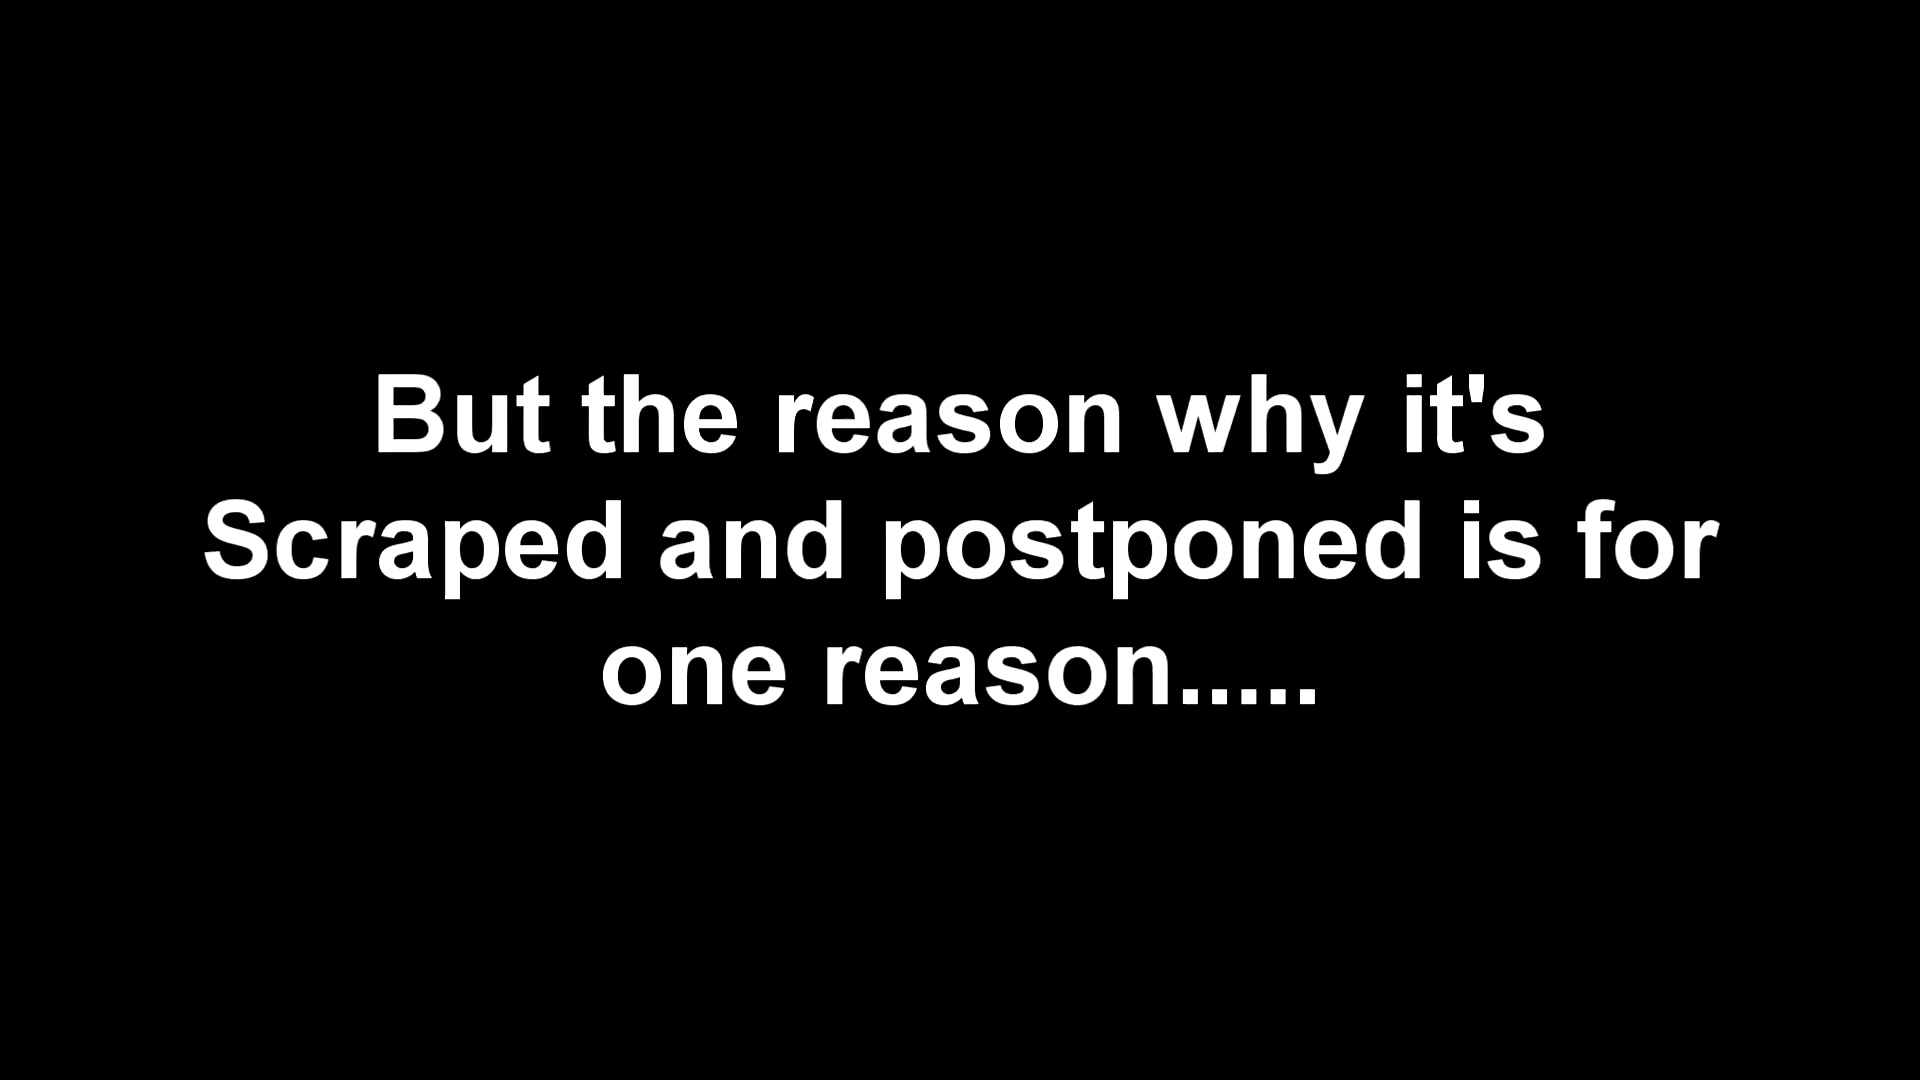 But the reason why it's
Scraped and postponed is for
one reason.....